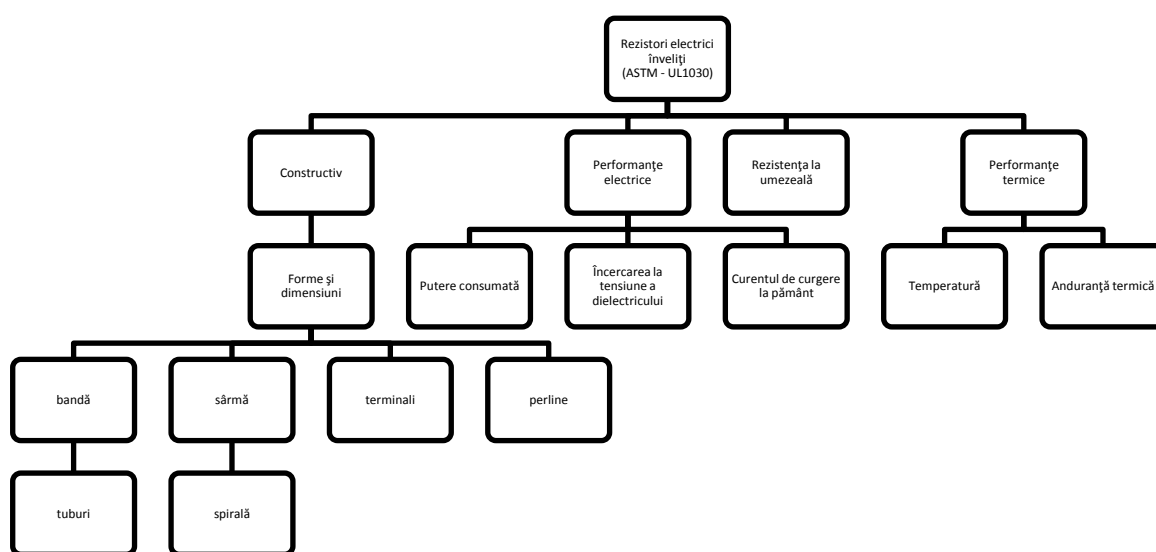 Rezistori electrici
înveliţi
(ASTM - UL1030)
Constructiv
Performanţe
electrice
Rezistenţa la
umezeală
Performanţe
termice
Forme şi
dimensiuni
Putere consumată
Încercarea la
tensiune a
dielectricului
Curentul de curgere
la pământ
Temperatură
Anduranţă termică
bandă
sârmă
terminali
perline
tuburi
spirală